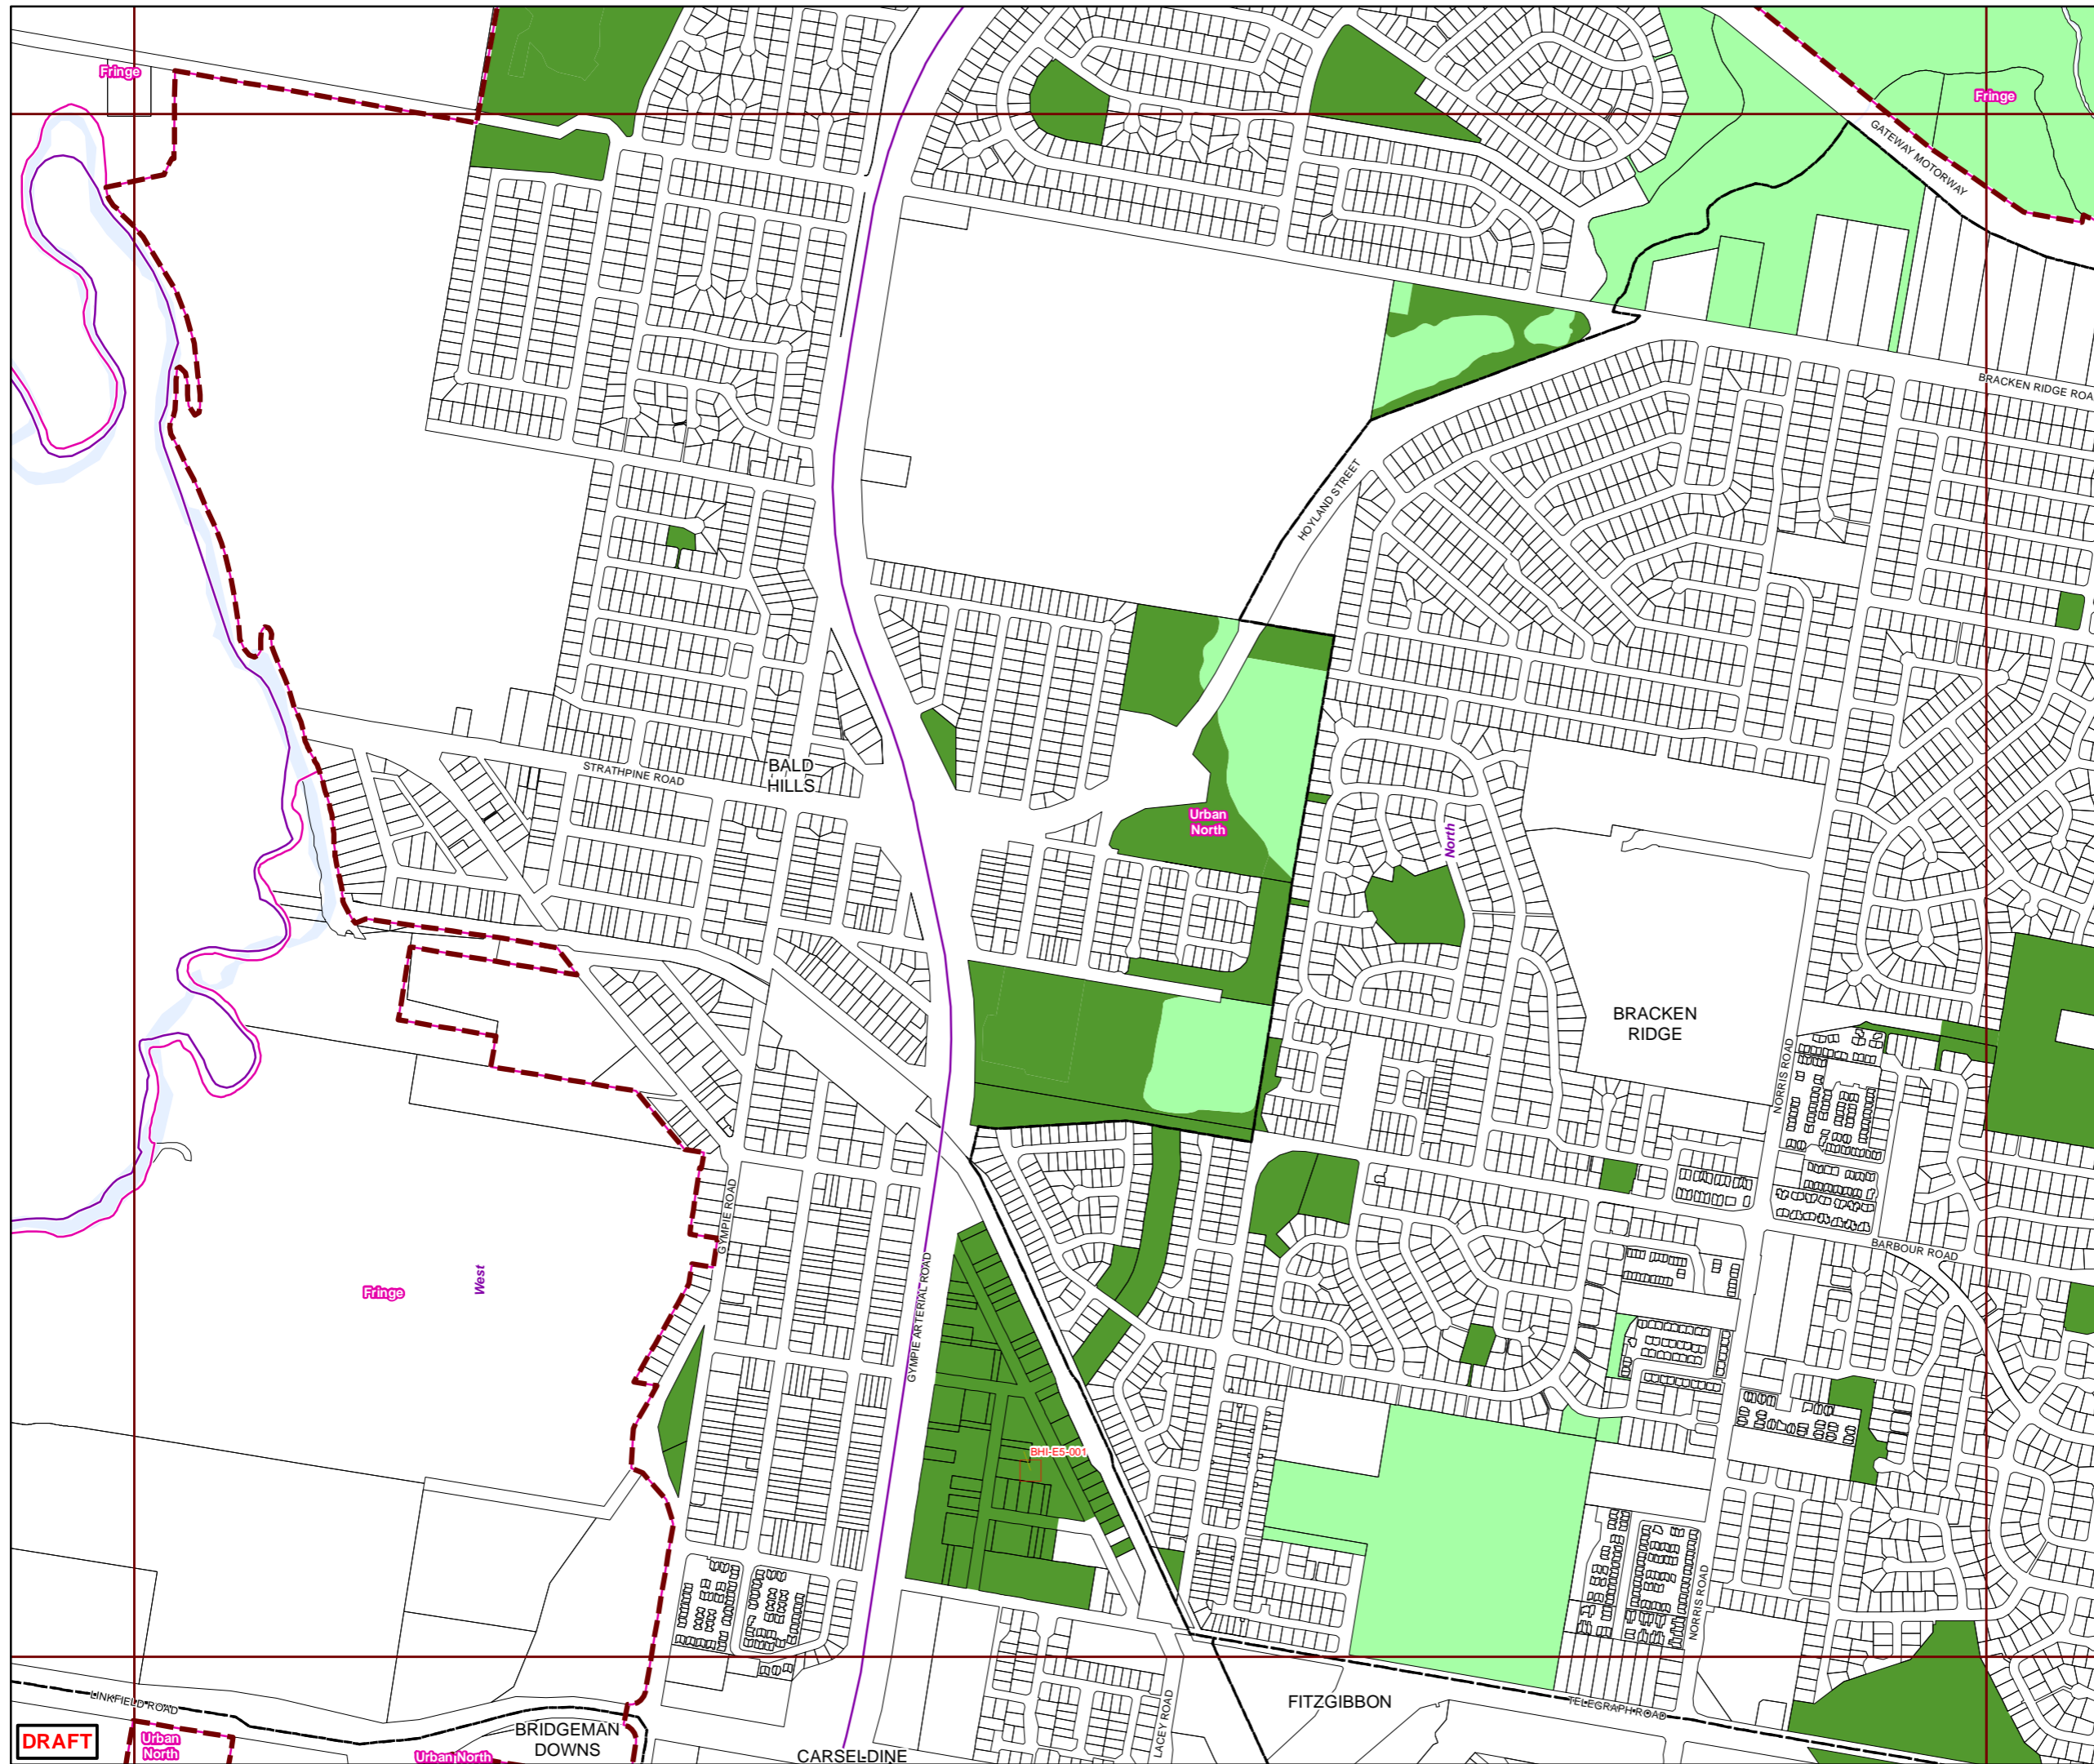 Fringe
Fringe
GATEWAY MOTORWAY
BRACKEN RIDGE ROA
HOYLAND STREET
STRATHPINE ROAD
BALD
HILLS
Urban
North
North
BRACKEN
RIDGE
NORRIS ROAD
GYMPIE ROAD
BARBOUR ROAD
GYMPIE ARTERIAL ROAD
Fringe
West
BHI-E5-001
NORRIS ROAD
LINKFIELD ROAD
FITZGIBBON
TELEGRAPH ROAD
LACEY ROAD
DRAFT
Urban
North
BRIDGEMAN
DOWNS
Urban North
CARSELDINE